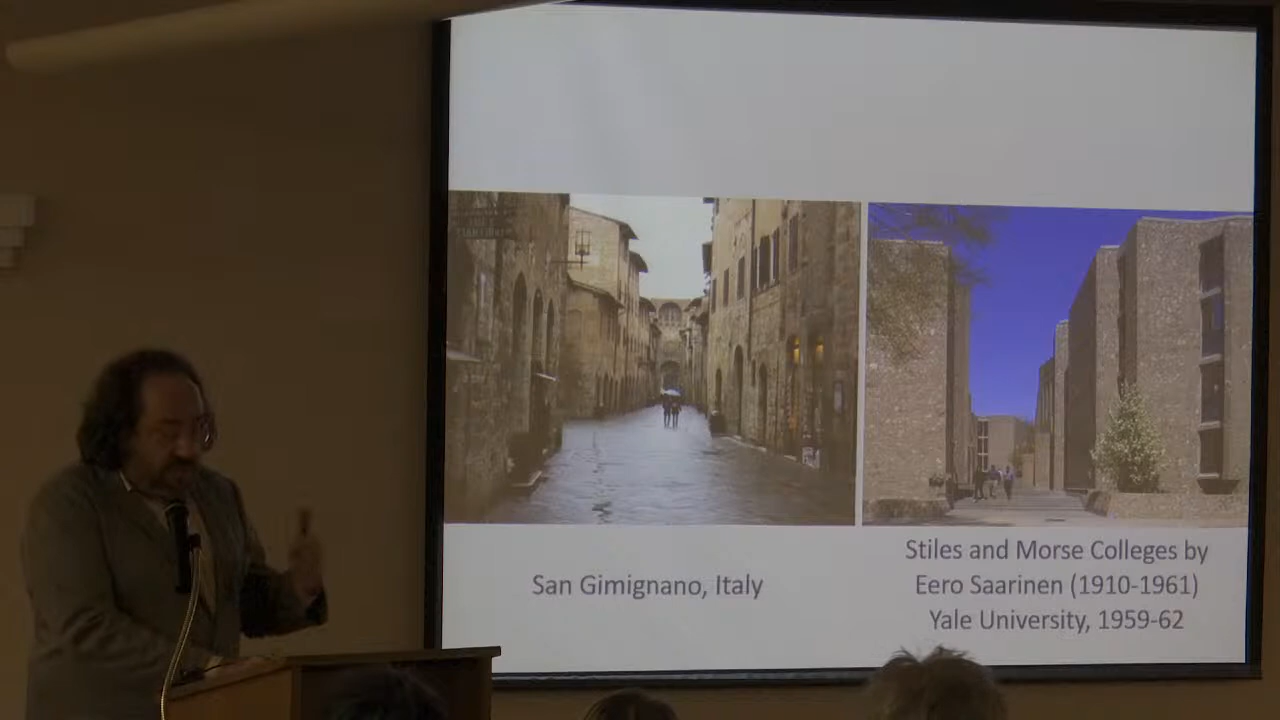 San Gimignano, Italy
Stiles and Morse Colleges by
Eero Saarinen (1910-1961)
Yale University, 1959-62